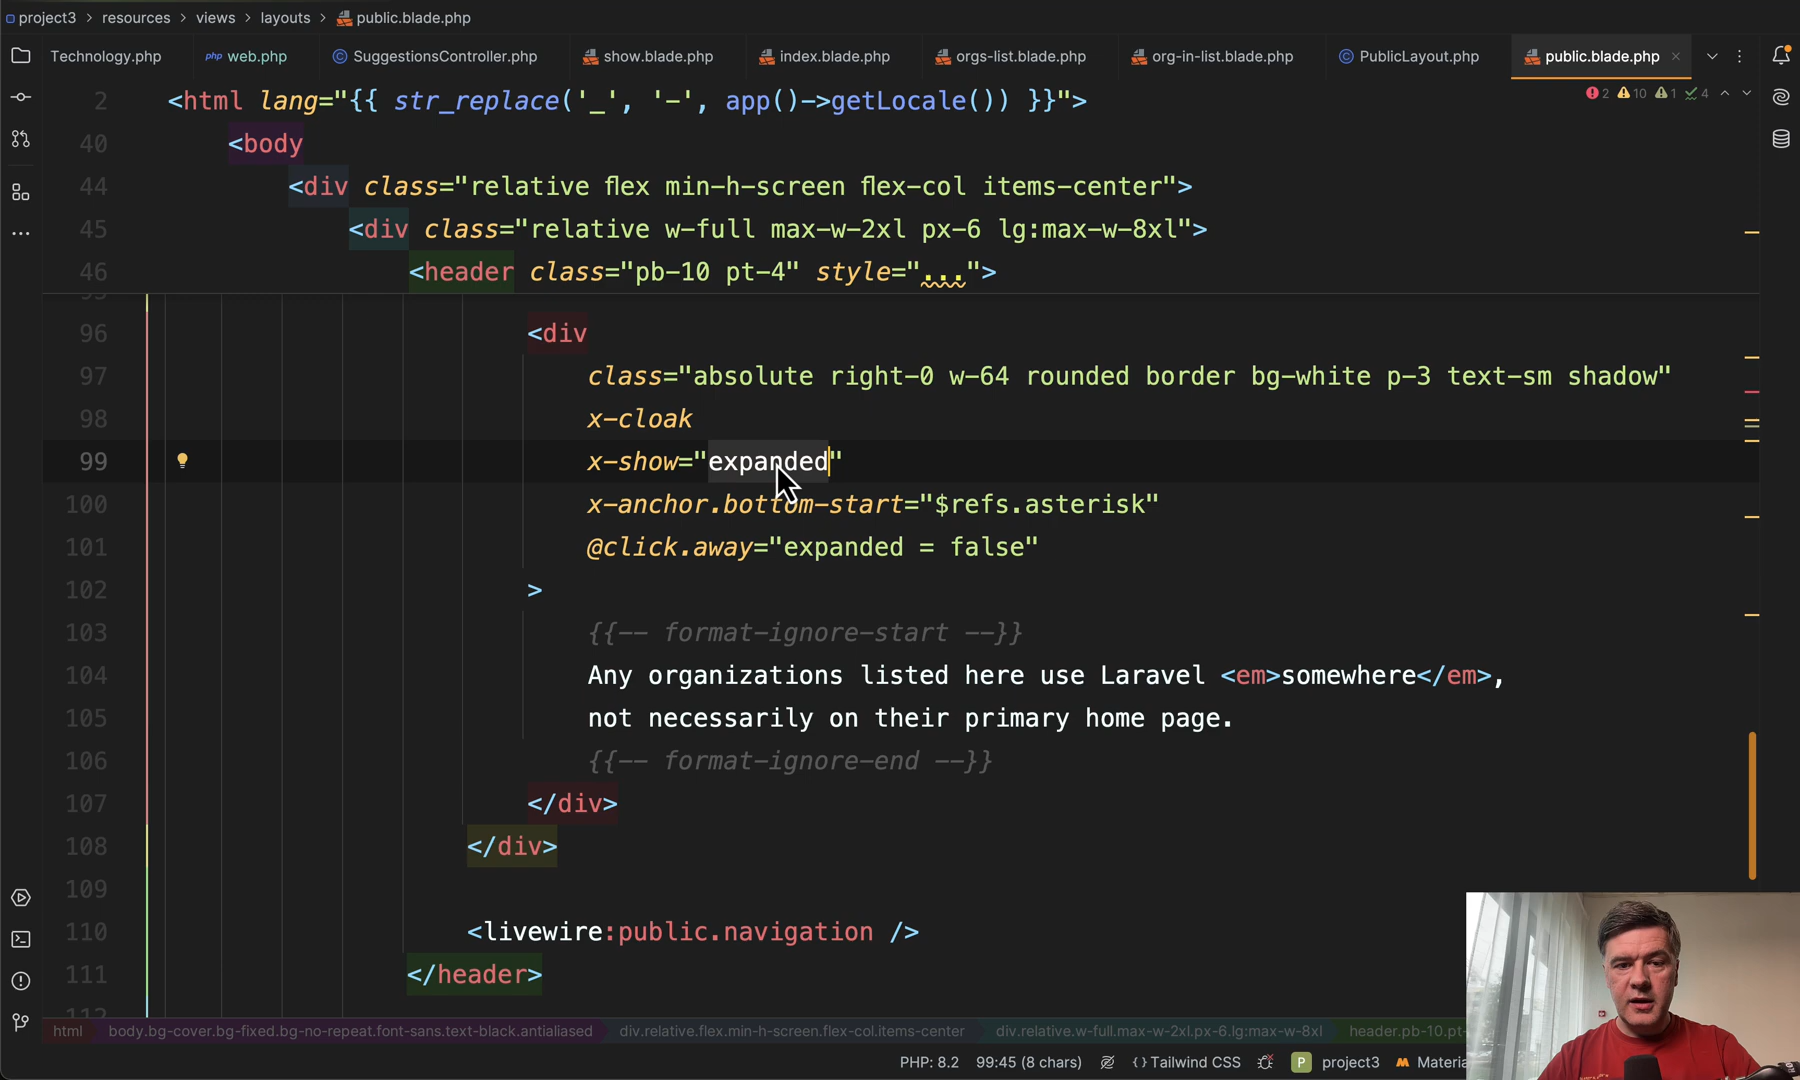 project3 > resources > views > layouts > public.blade.php
Technology.php
php web.php
SuggestionsController.php
show.blade.php
index.blade.php
orgs-list.blade.php
org-in-list.blade.php
PublicLayout.php
public.blade.php
2 10 1 4
2 <html lang="{{ str_replace('_', '-', app()->getLocale()) }}">
40 <body
44 <div class="relative flex min-h-screen flex-col items-center">
45 <div class="relative w-full max-w-2xl px-6 lg:max-w-8xl">
46 <header class="pb-10 pt-4" style="...">
96 <div
97 class="absolute right-0 w-64 rounded border bg-white p-3 text-sm shadow"
98 x-cloak
99 x-show="expanded"
100 x-anchor.bottom-start="$refs.asterisk"
101 @click.away="expanded = false"
102 >
103 {{-- format-ignore-start --}}
104 Any organizations listed here use Laravel <em>somewhere</em>,
105 not necessarily on their primary home page.
106 {{-- format-ignore-end --}}
107 </div>
108 </div>
109
110 <livewire:public.navigation />
111 </header>
html body.bg-cover.bg-fixed.bg-no-repeat.font-sans.text-black.antialiased div.relative.flex.min-h-screen.flex-col.items-center div.relative.w-full.max-w-2xl.px-6.lg:max-w-8xl header.pb-10.pt-
PHP: 8.2 99:45 (8 chars) {} Tailwind CSS P project3 Materia